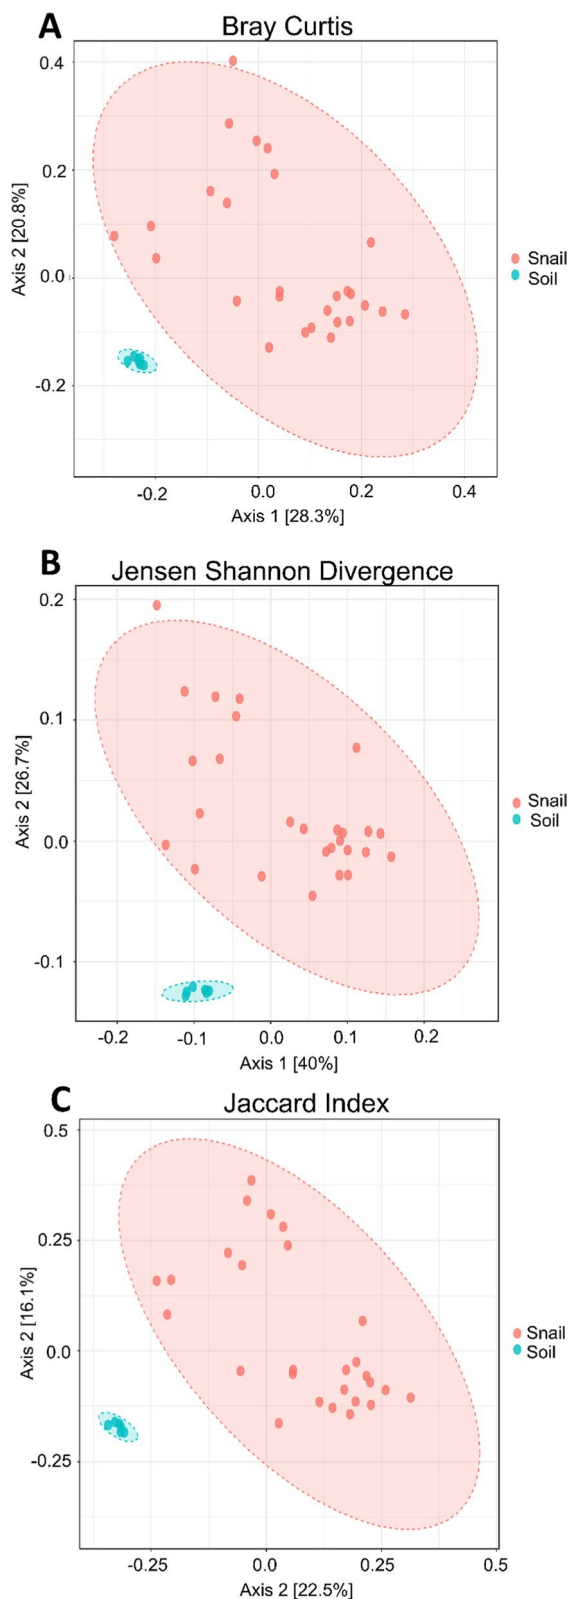 A
Bray Curtis
0.4
0.2
0.0
-0.2
Axis 2 [20.8%]
-0.2
0.0
0.2
0.4
Axis 1 [28.3%]
Snail
Soil
B
Jensen Shannon Divergence
0.2
0.1
0.0
-0.1
Axis 2 [26.7%]
-0.2
-0.1
0.0
0.1
0.2
Axis 1 [40%]
Snail
Soil
C
Jaccard Index
0.5
0.25
0.0
-0.25
Axis 2 [16.1%]
-0.25
0.0
0.25
0.5
Axis 2 [22.5%]
Snail
Soil